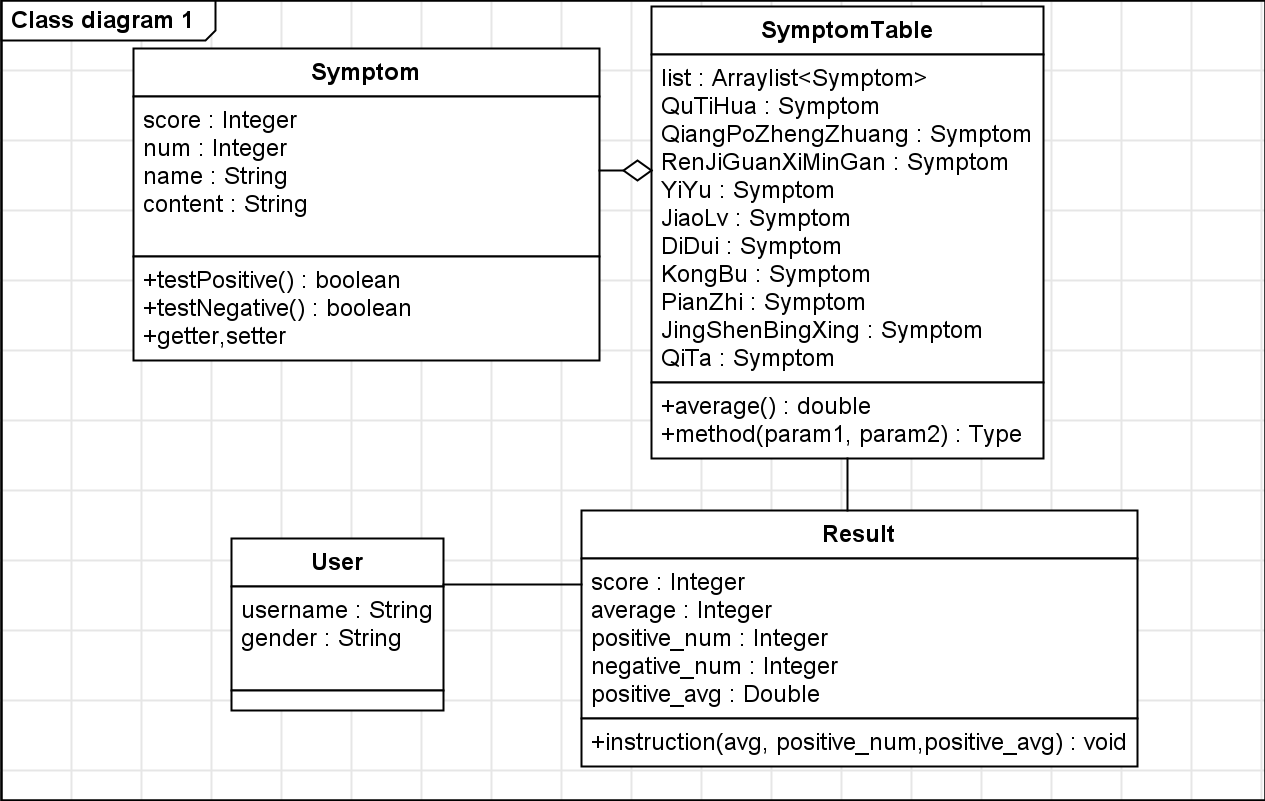 Class diagram 1
Symptom
score : Integer
num : Integer
name : String
content : String
+testPositive() : boolean
+testNegative() : boolean
+getter,setter
SymptomTable
list : Arraylist<Symptom>
QuTiHua : Symptom
QiangPoZhengZhuang : Symptom
RenJiGuanXiMinGan : Symptom
YiYu : Symptom
JiaoLv : Symptom
DiDui : Symptom
KongBu : Symptom
PianZhi : Symptom
JingShenBingXing : Symptom
QiTa : Symptom
+average() : double
+method(param1, param2) : Type
User
username : String
gender : String
Result
score : Integer
average : Integer
positive_num : Integer
negative_num : Integer
positive_avg : Double
+instruction(avg, positive_num,positive_avg) : void